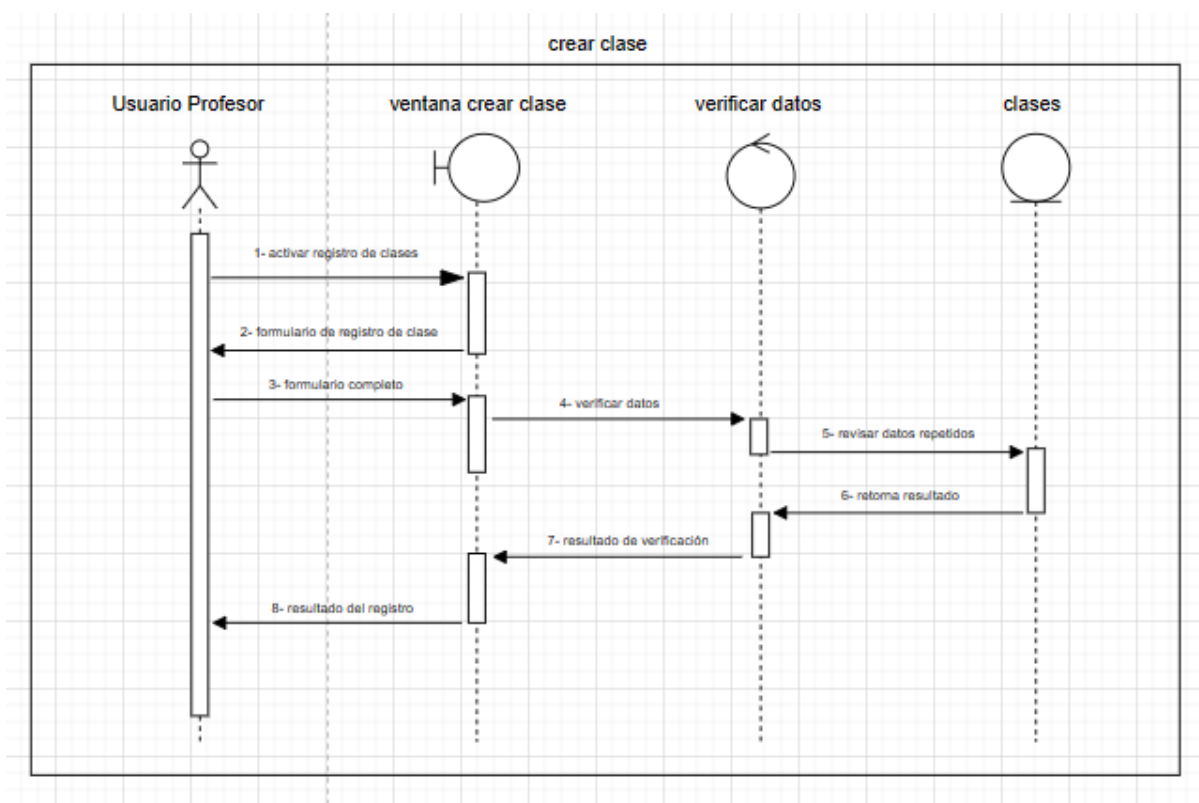 crear clase
Usuario Profesor
ventana crear clase
verificar datos
clases
1- activar registro de clases
2- formulario de registro de clase
3- formulario completo
4- verificar datos
5- revisar datos repetidos
6- retorna resultado
7- resultado de verificación
8- resultado del registro